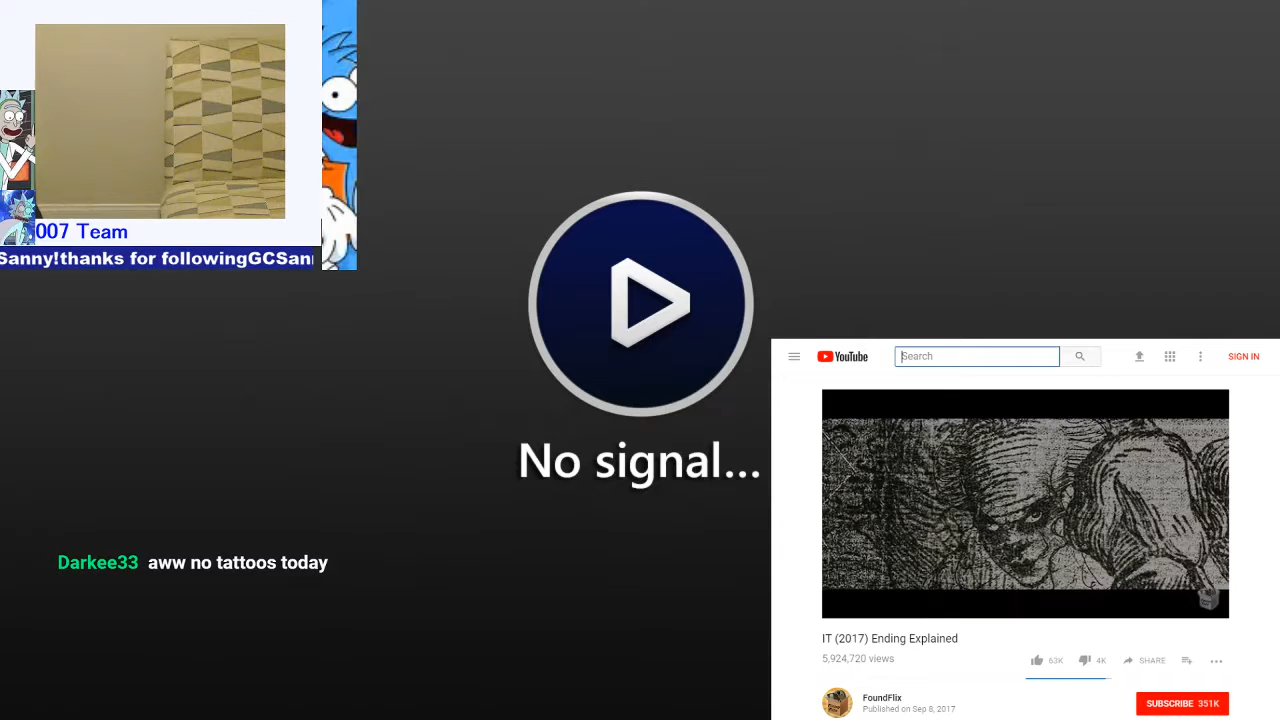 007 Team
Sanny!thanks for followingGCSan
No signal...
Darkee33 aww no tattoos today
YouTube
Search
SIGN IN
IT (2017) Ending Explained
5,924,720 views
63K
4K
SHARE
FoundFlix
Published on Sep 8, 2017
SUBSCRIBE 351K